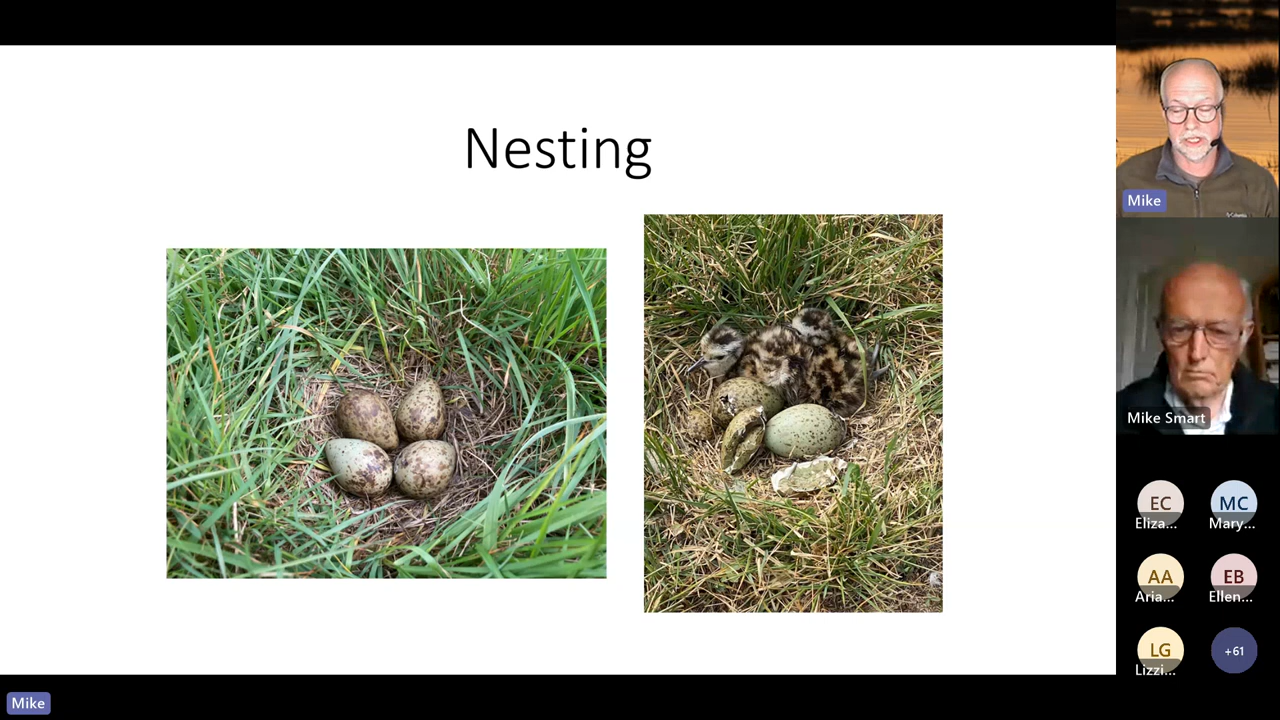 Nesting
Mike
Mike Smart
EC
Eliza...
MC
Mary...
AA
Aria...
EB
Ellen...
LG
Lizzi...
+61
Mike